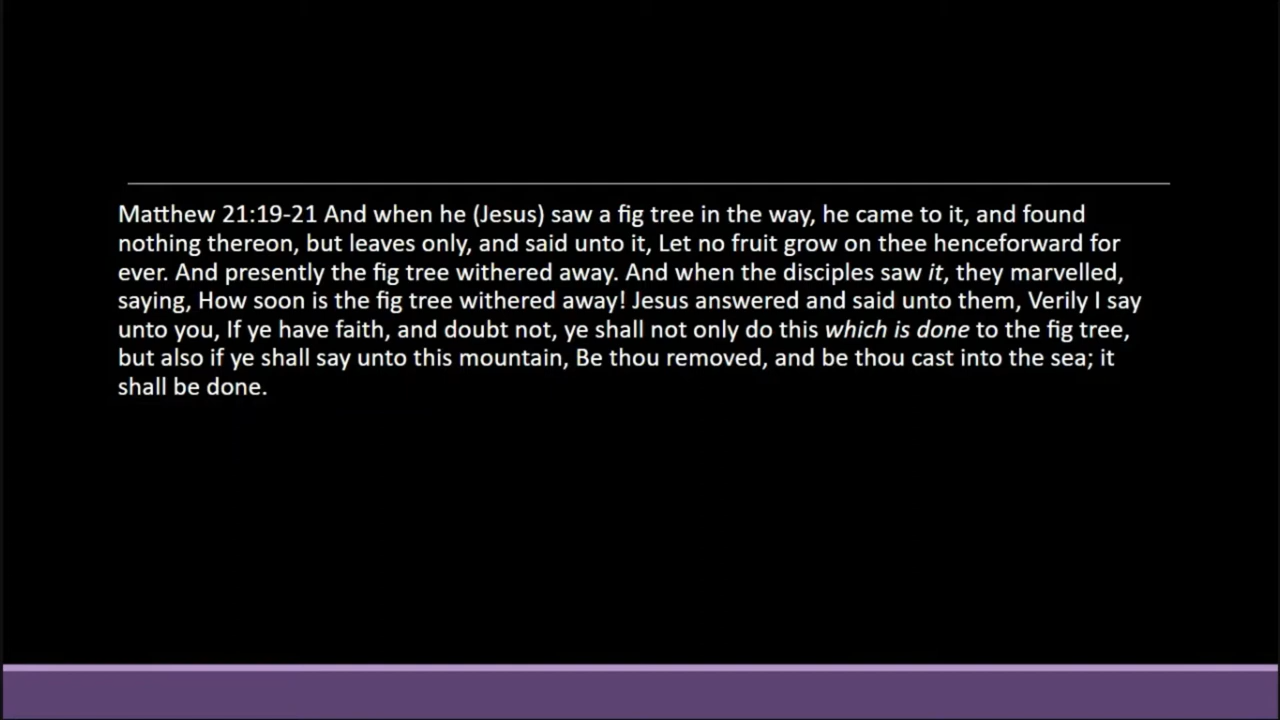 Matthew 21:19-21 And when he (Jesus) saw a fig tree in the way, he came to it, and found
nothing thereon, but leaves only, and said unto it, Let no fruit grow on thee henceforward for
ever. And presently the fig tree withered away. And when the disciples saw it, they marvelled,
saying, How soon is the fig tree withered away! Jesus answered and said unto them, Verily I say
unto you, If ye have faith, and doubt not, ye shall not only do this which is done to the fig tree,
but also if ye shall say unto this mountain, Be thou removed, and be thou cast into the sea; it
shall be done.